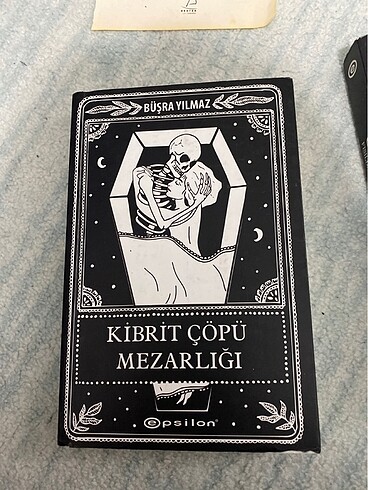 BÜŞRA YILMAZ
KİBRİT ÇÖPÜ
MEZARLIĞI
epsilon®